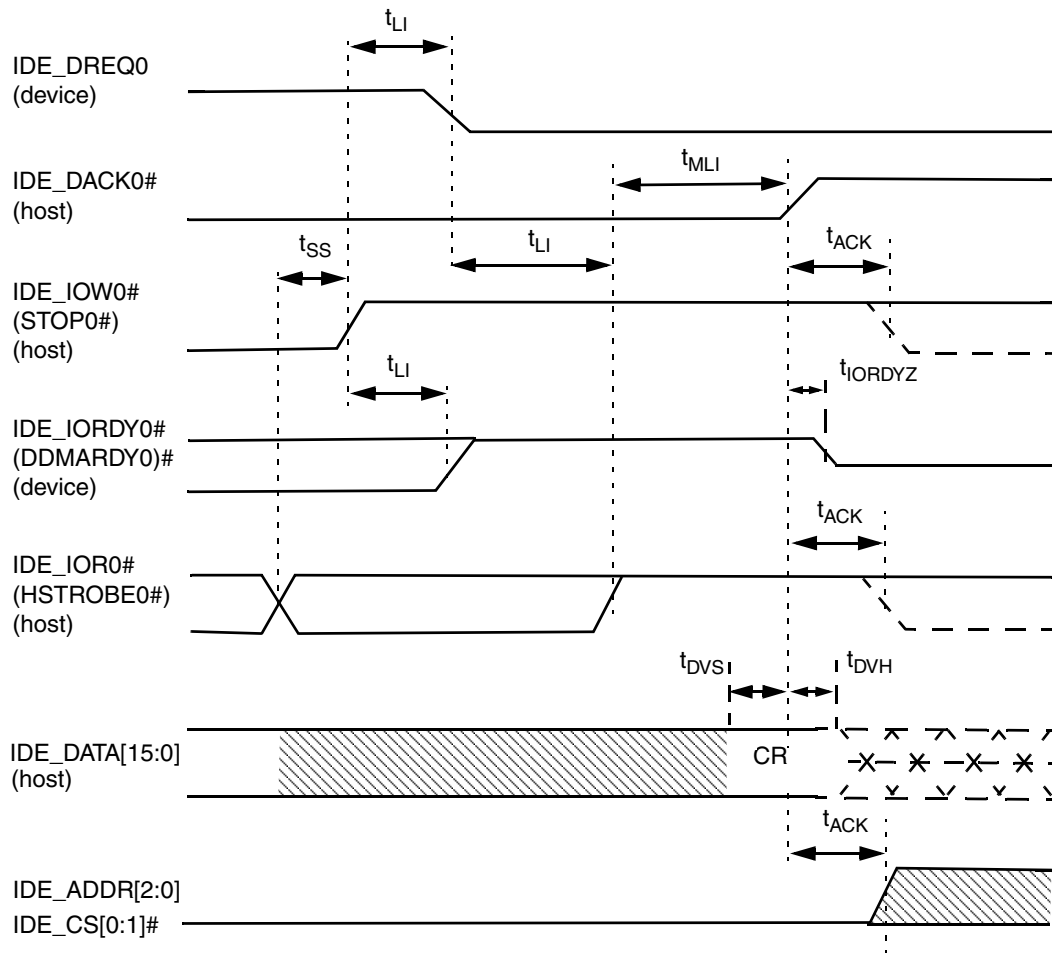 tLI
IDE_DREQ0
(device)
tMLI
IDE_DACK0#
(host)
tSS
tLI
tACK
IDE_IOW0#
(STOP0#)
(host)
tLI
tIORDYZ
IDE_IORDY0#
(DDMARDY0)#
(device)
tACK
IDE_IOR0#
(HSTROBE0#)
(host)
tDVS
tDVH
IDE_DATA[15:0]
(host)
CR
tACK
IDE_ADDR[2:0]
IDE_CS[0:1]#